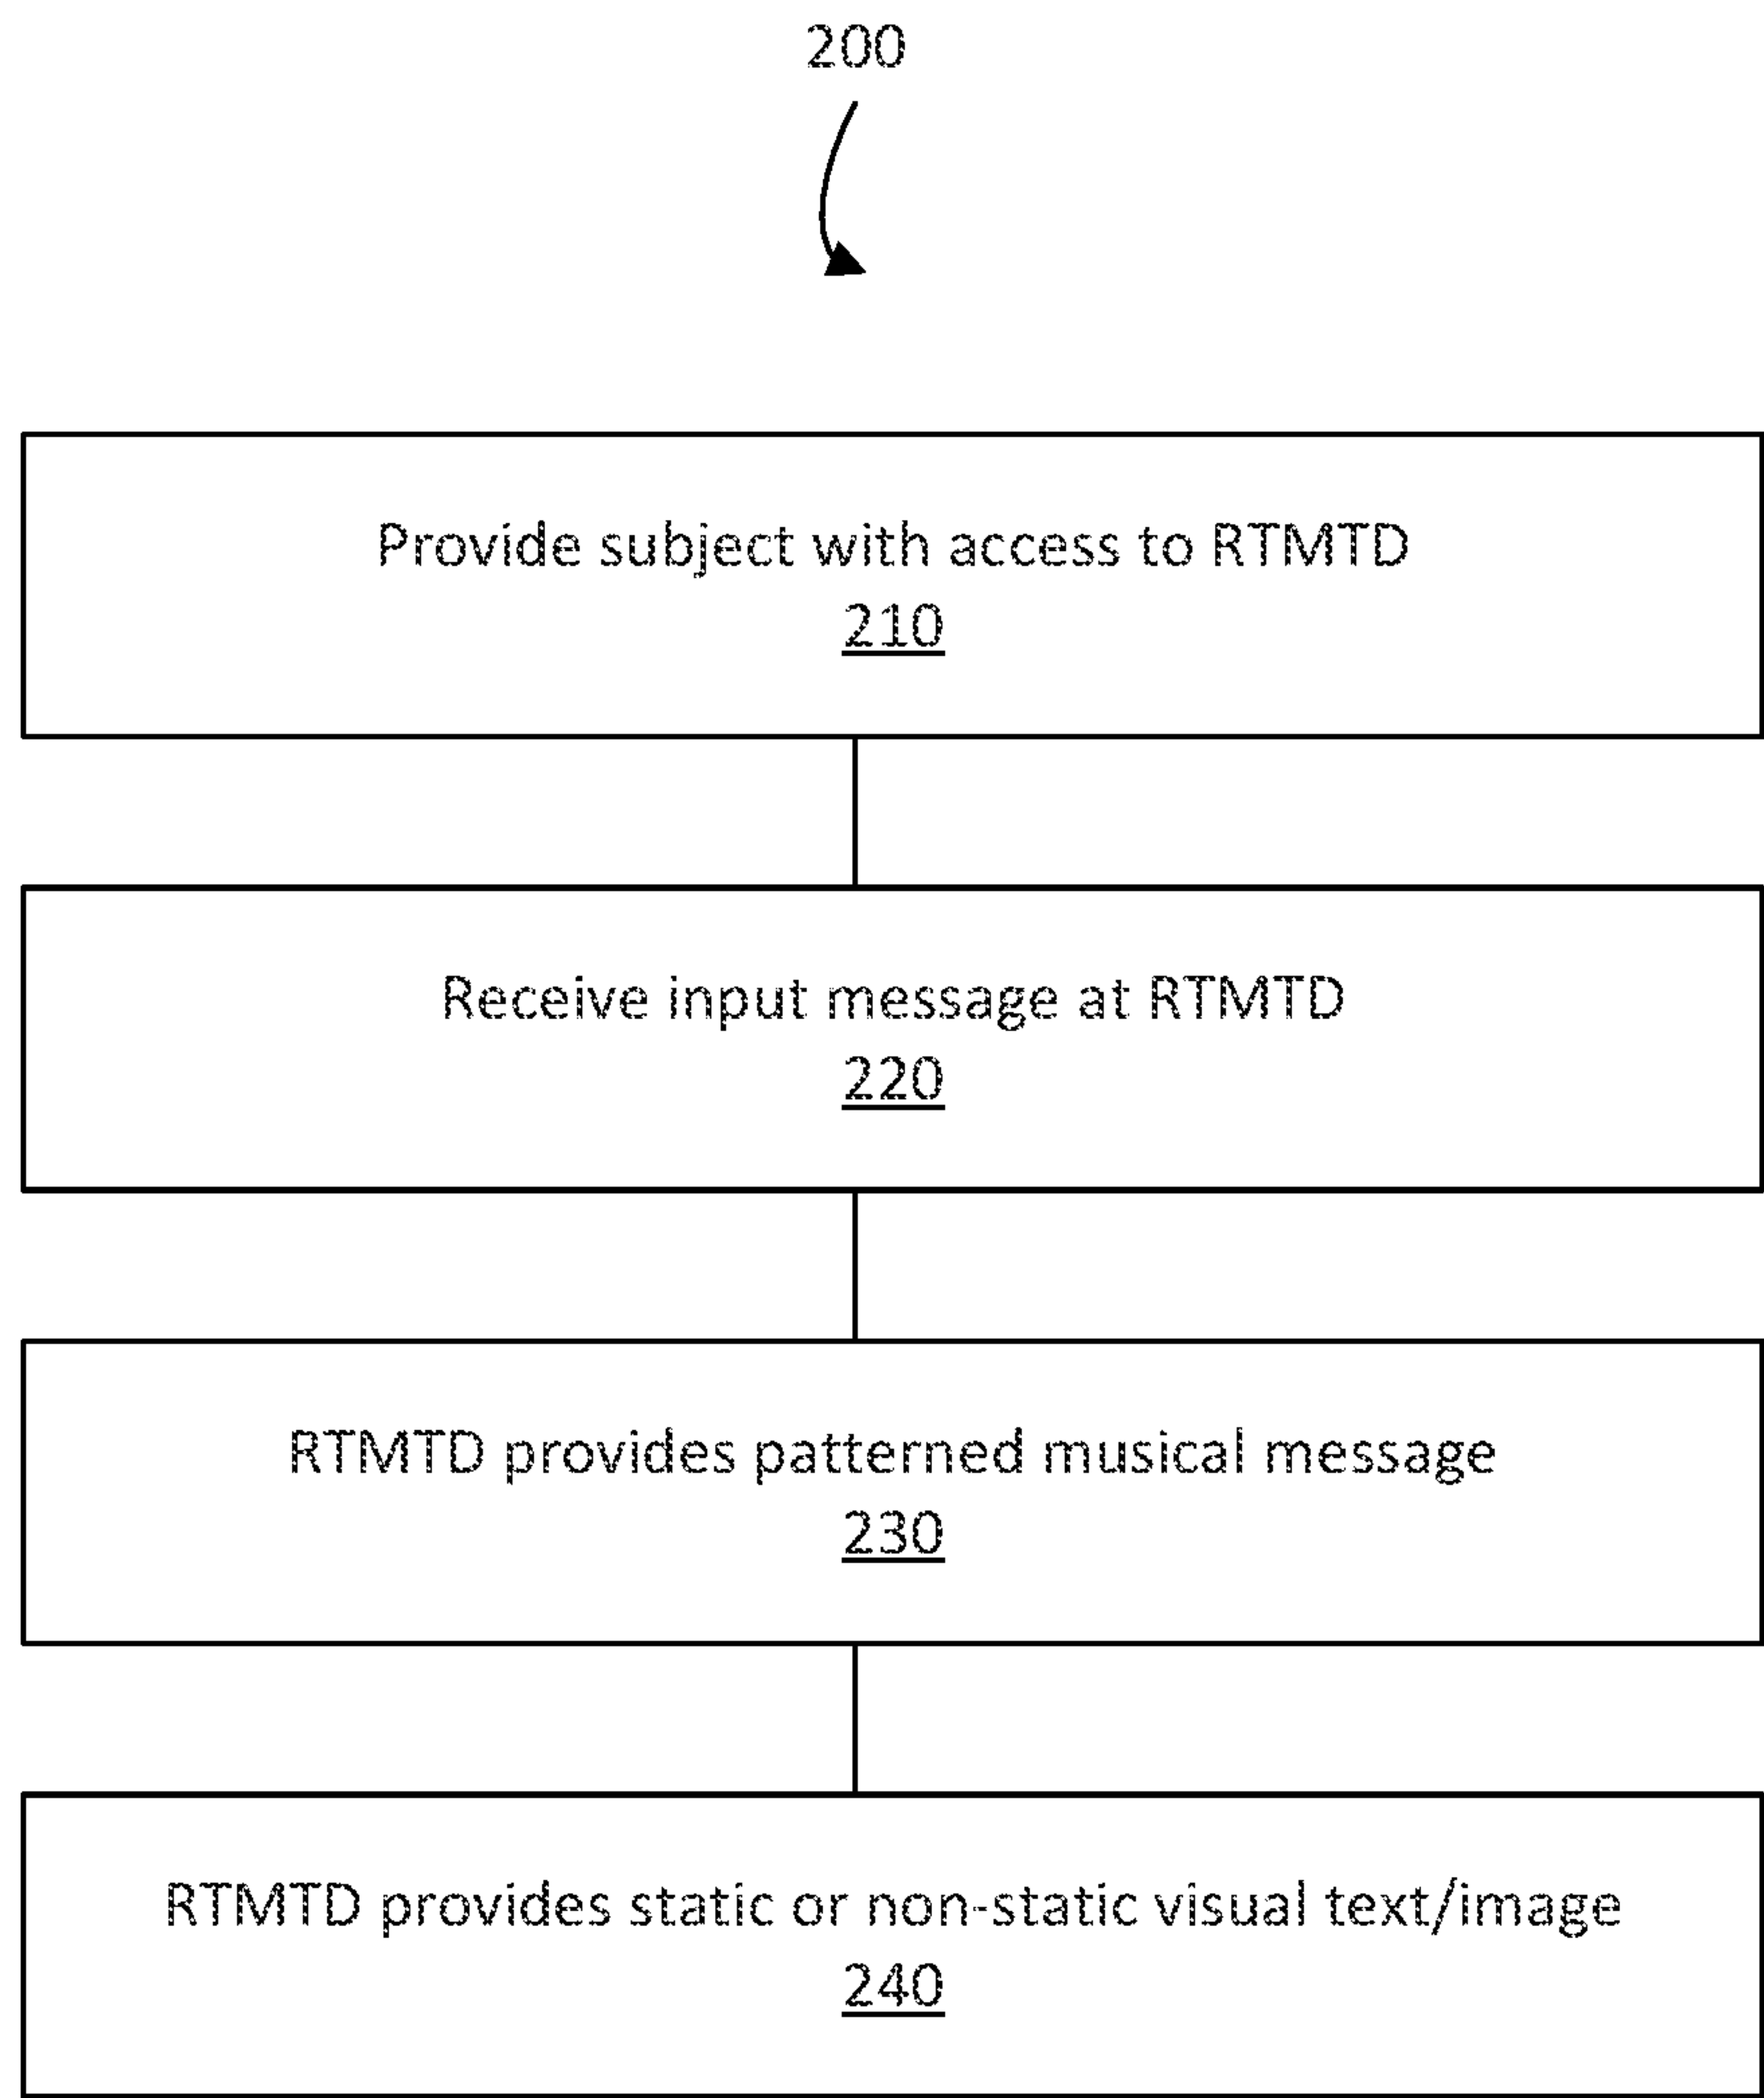 200
Provide subject with access to RTMTD
210
Receive input message at RTMTD
220
RTMTD provides patterned musical message
230
RTMTD provides static or non-static visual text/image
240